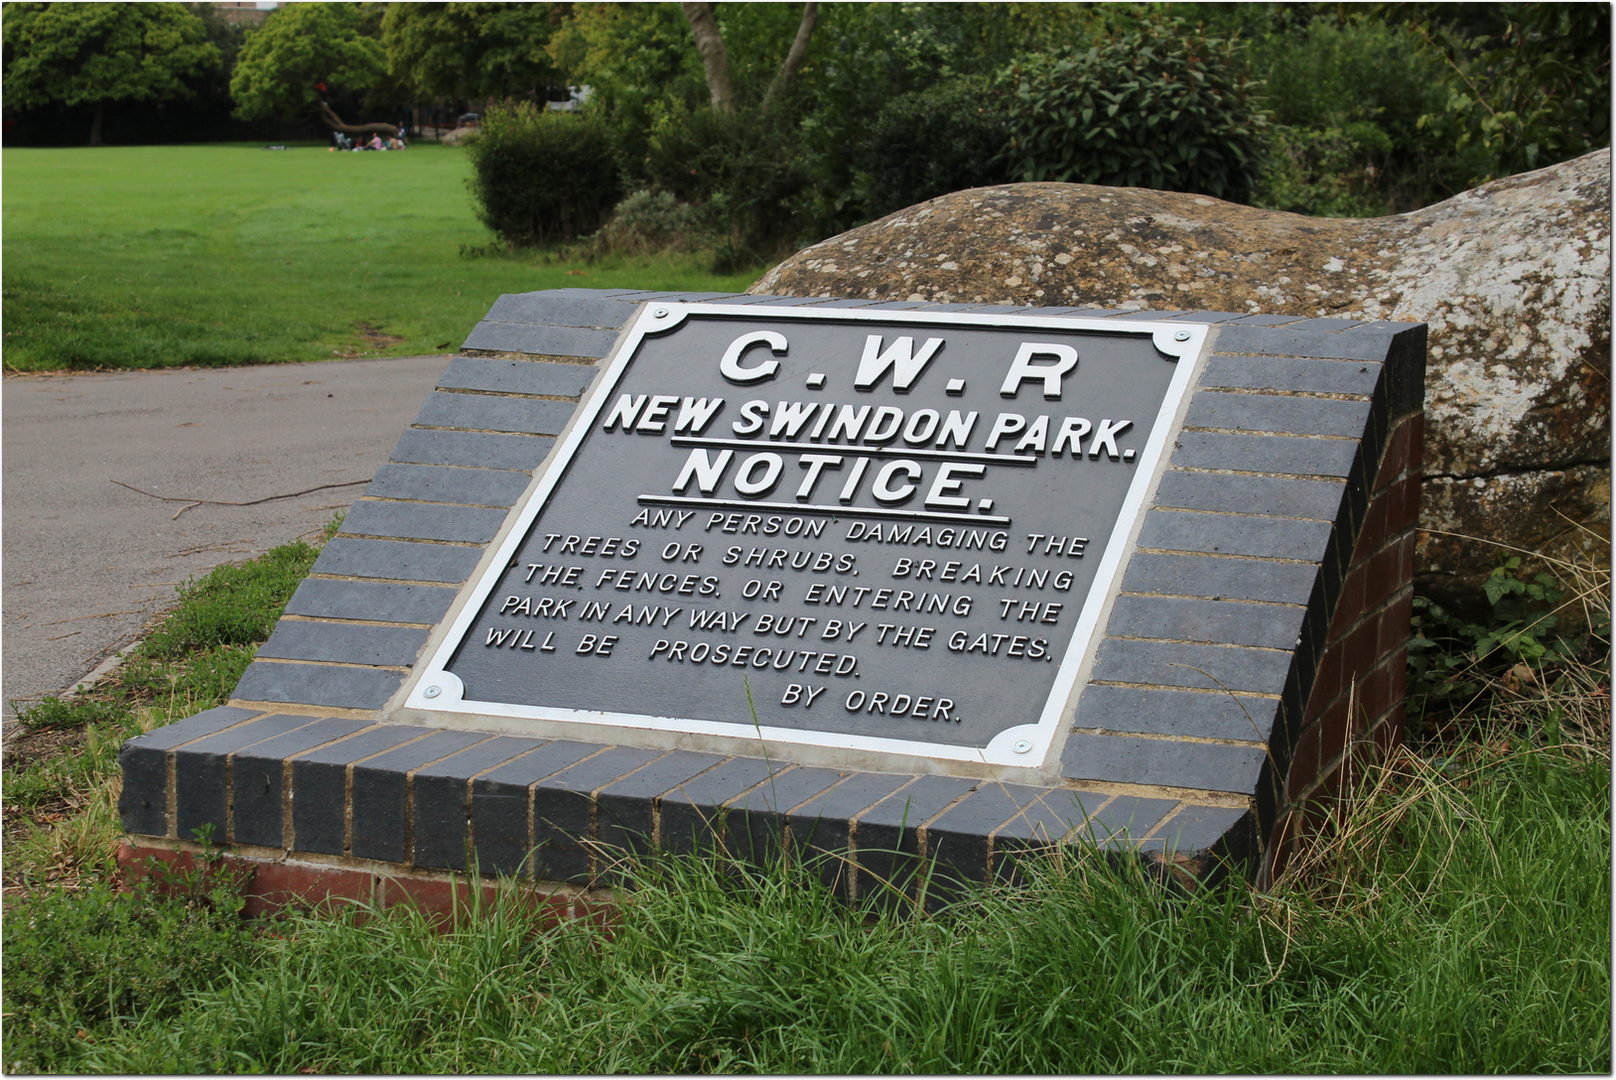 G.W.R
NEW SWINDON PARK.
NOTICE.
ANY PERSON DAMAGING THE
TREES OR SHRUBS, BREAKING
THE, FENCES, OR ENTERING THE
PARK IN ANY WAY BUT BY THE GATES,
WILL BE PROSECUTED.
BY ORDER.